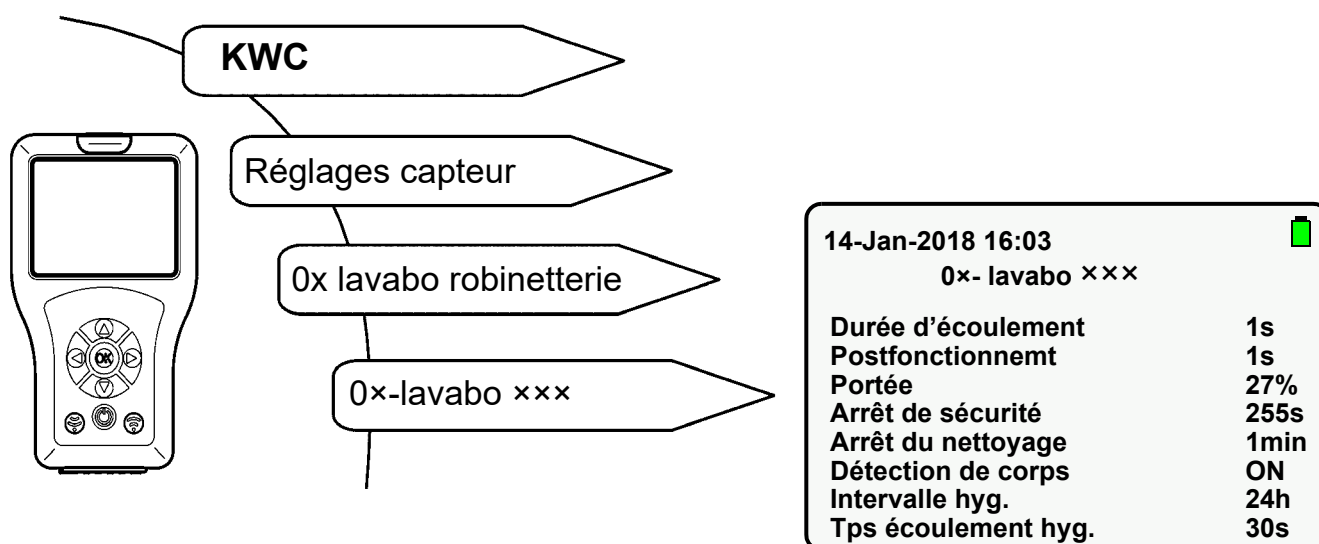 KWC
Réglages capteur
0x lavabo robinetterie
0×-lavabo ×××
OK
14-Jan-2018 16:03
0×- lavabo ×××
Durée d’écoulement 1s
Postfonctionnemt 1s
Portée 27%
Arrêt de sécurité 255s
Arrêt du nettoyage 1min
Détection de corps ON
Intervalle hyg. 24h
Tps écoulement hyg. 30s